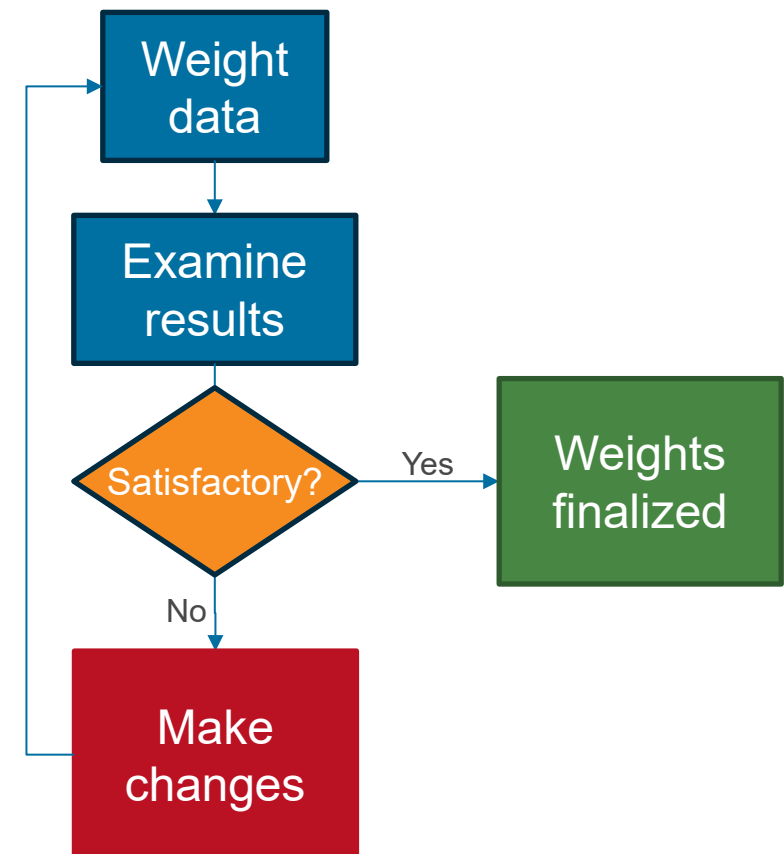 Weight
data
Examine
results
Satisfactory?
Yes
Weights
finalized
No
Make
changes